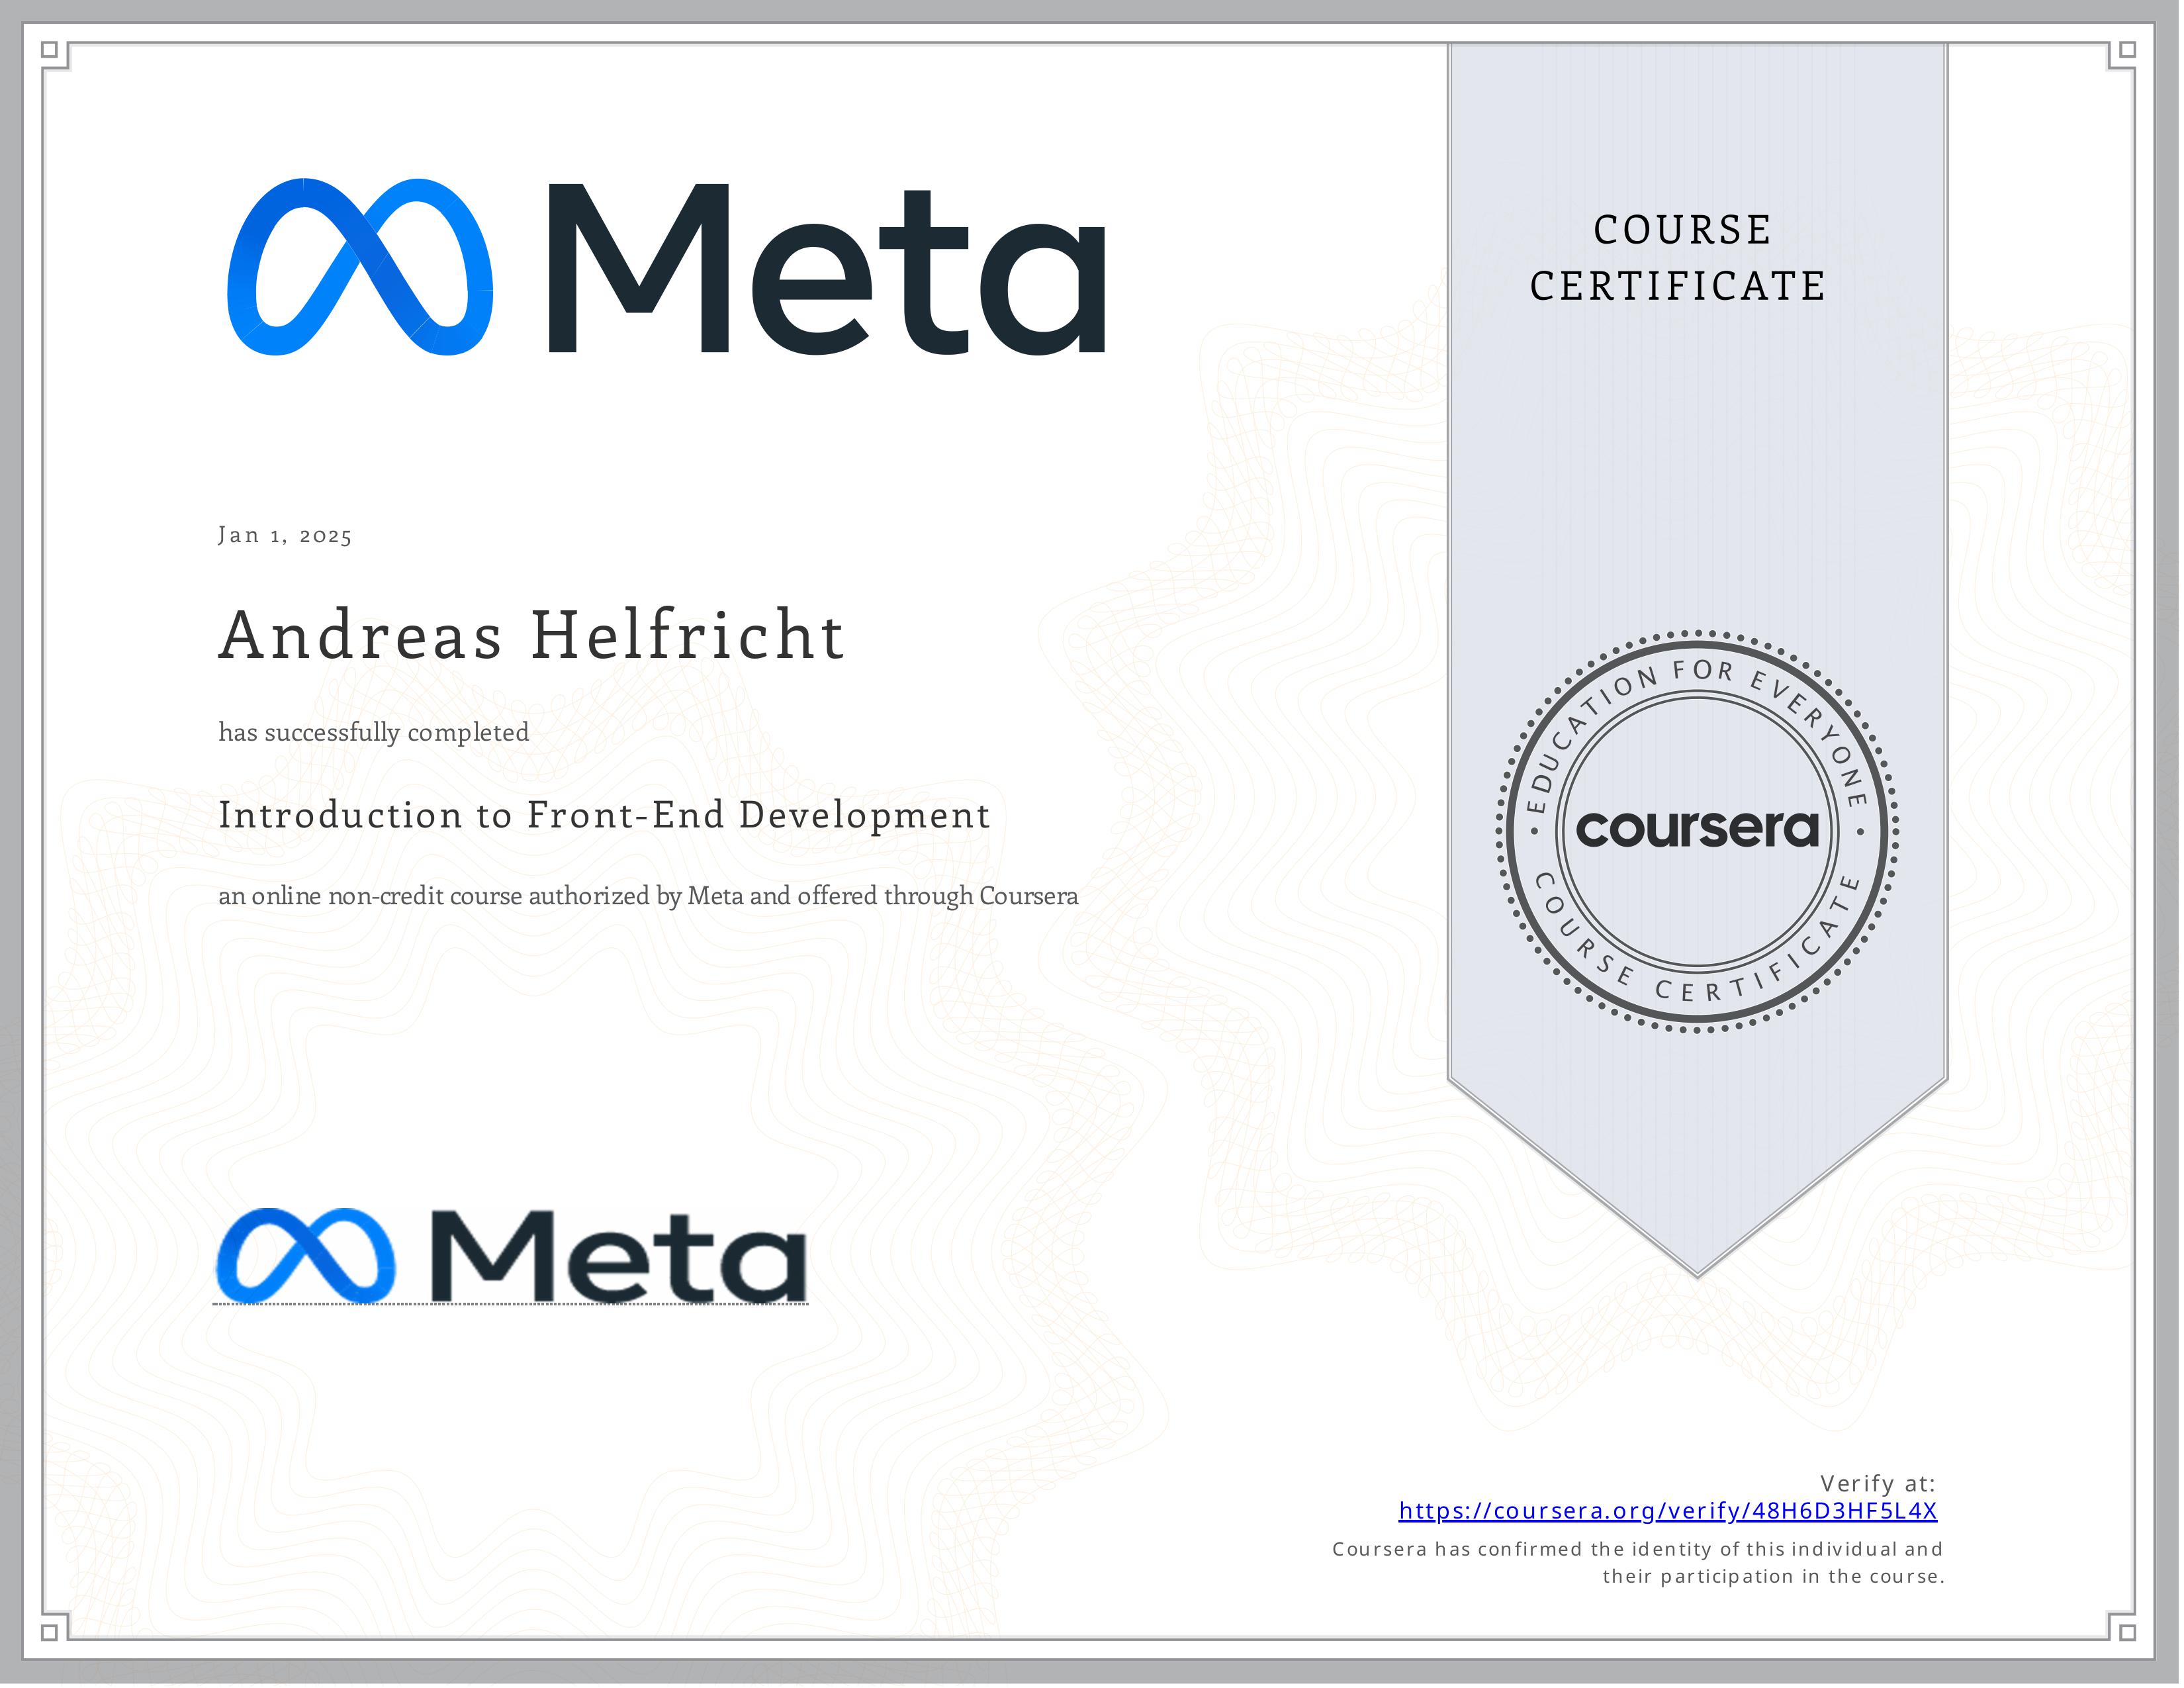 Meta
COURSE
CERTIFICATE
Jan 1, 2025
Andreas Helfricht
has successfully completed
Introduction to Front-End Development
an online non-credit course authorized by Meta and offered through Coursera
EDUCATION FOR EVERYONE
coursera
COURSE CERTIFICATE
Meta
Verify at:
https://coursera.org/verify/48H6D3HF5L4X
Coursera has confirmed the identity of this individual and
their participation in the course.